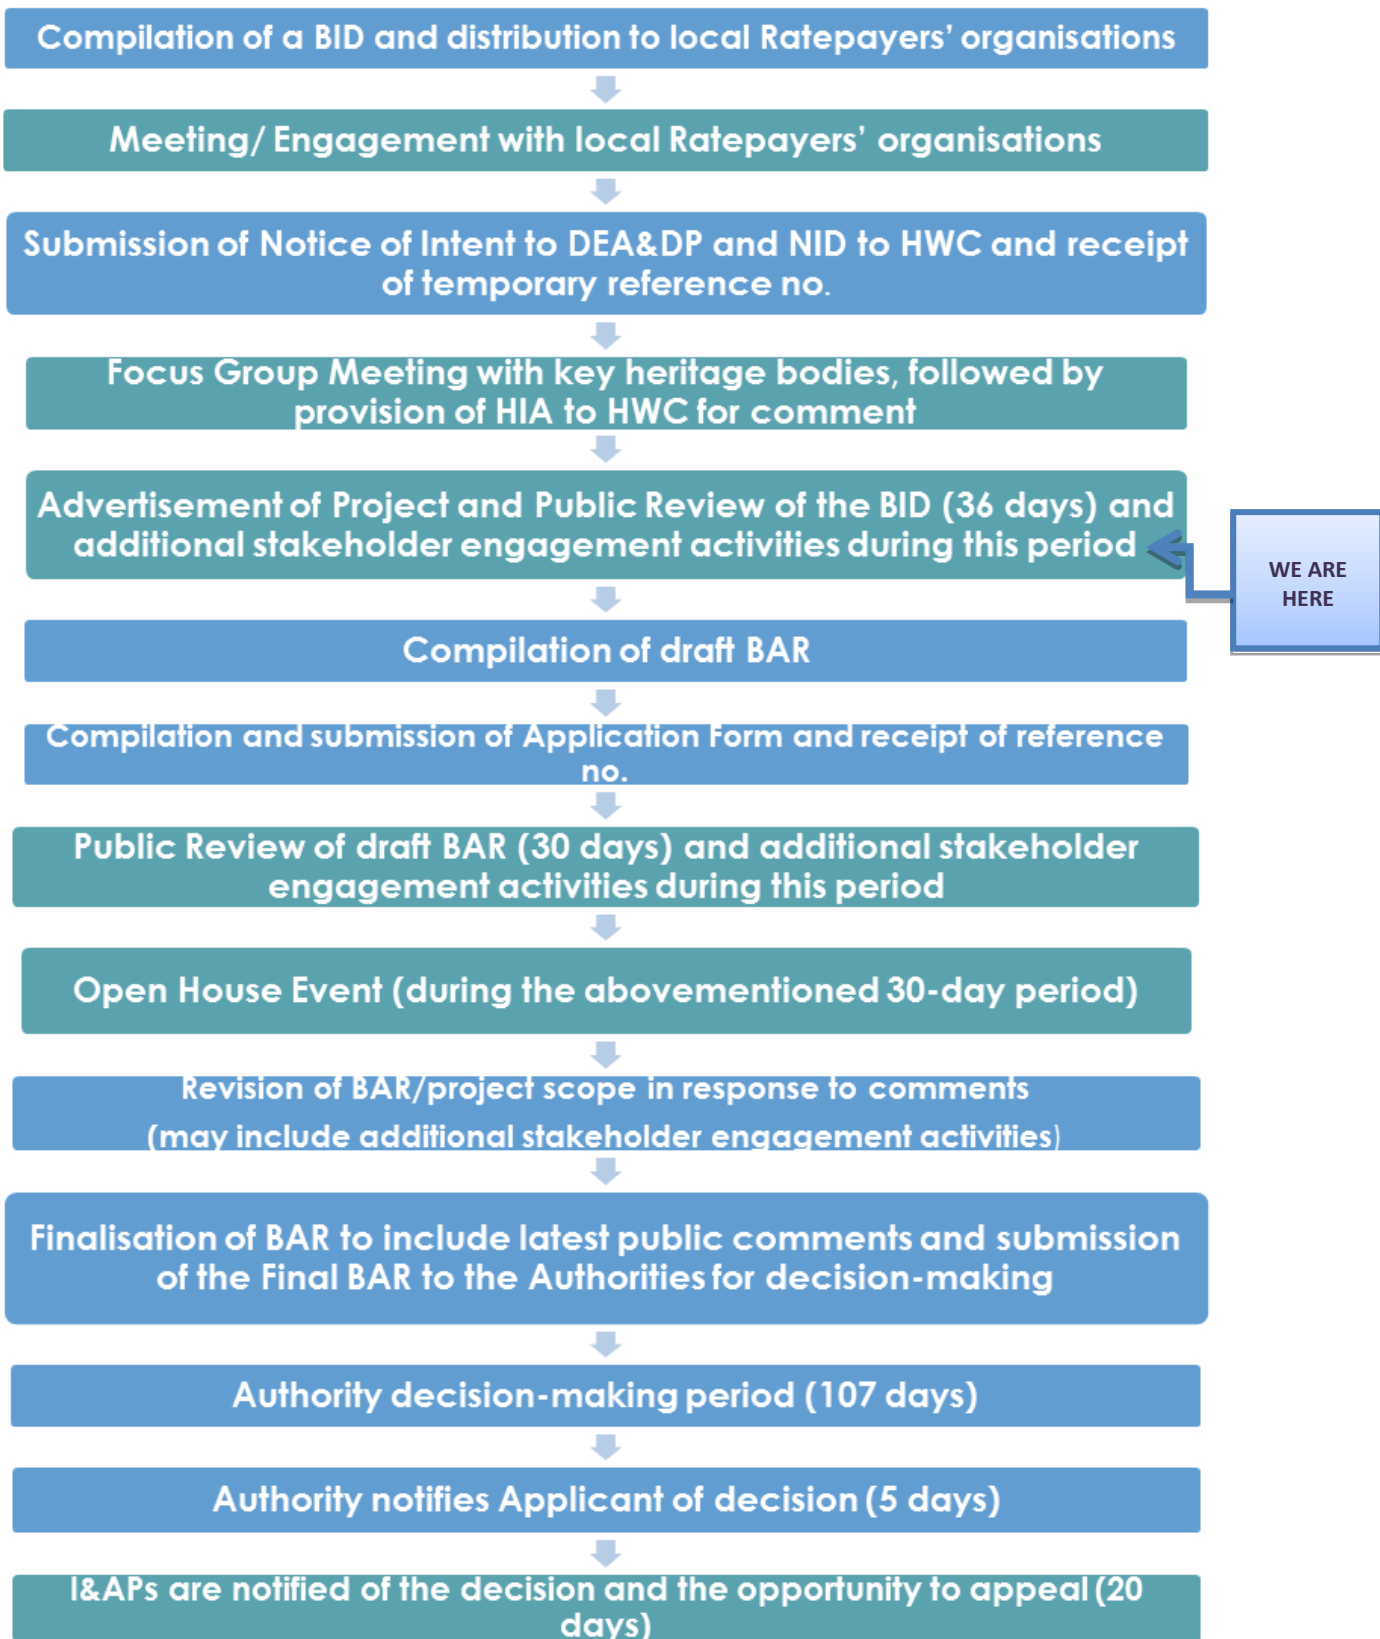 Compilation of a BID and distribution to local Ratepayers’ organisations
Meeting/ Engagement with local Ratepayers’ organisations
Submission of Notice of Intent to DEA&DP and NID to HWC and receipt
of temporary reference no.
Focus Group Meeting with key heritage bodies, followed by
provision of HIA to HWC for comment
Advertisement of Project and Public Review of the BID (36 days) and
additional stakeholder engagement activities during this period
WE ARE
HERE
Compilation of draft BAR
Compilation and submission of Application Form and receipt of reference
no.
Public Review of draft BAR (30 days) and additional stakeholder
engagement activities during this period
Open House Event (during the abovementioned 30-day period)
Revision of BAR/project scope in response to comments
(may include additional stakeholder engagement activities)
Finalisation of BAR to include latest public comments and submission
of the Final BAR to the Authorities for decision-making
Authority decision-making period (107 days)
Authority notifies Applicant of decision (5 days)
I&APs are notified of the decision and the opportunity to appeal (20
days)